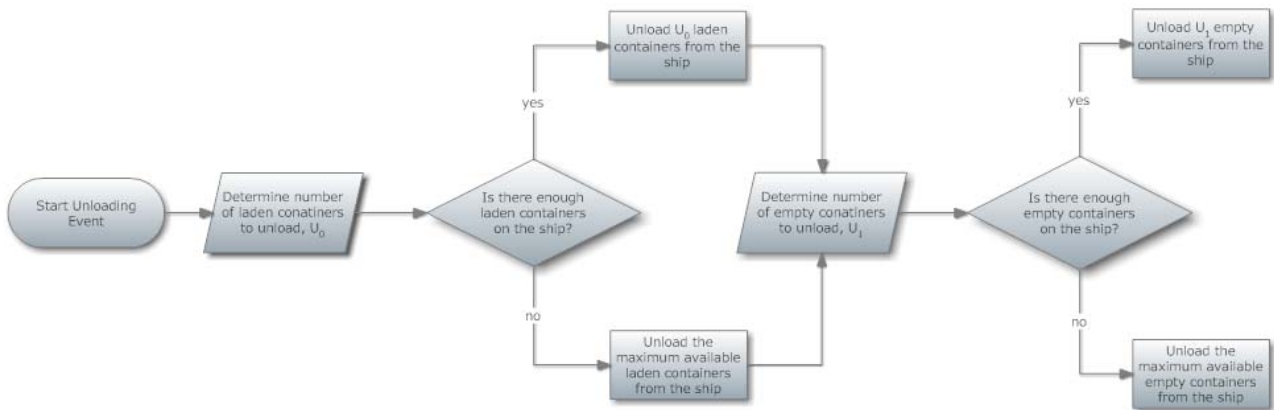 Start Unloading
Event
Determine number
of laden conatiners
to unload, U₀
Is there enough
laden containers
on the ship?
yes
Unload U₀ laden
containers from the
ship
no
Unload the
maximum available
laden containers
from the ship
Determine number
of empty conatiners
to unload, U₁
Is there enough
empty containers
on the ship?
yes
Unload U₁ empty
containers from the
ship
no
Unload the
maximum available
empty containers
from the ship